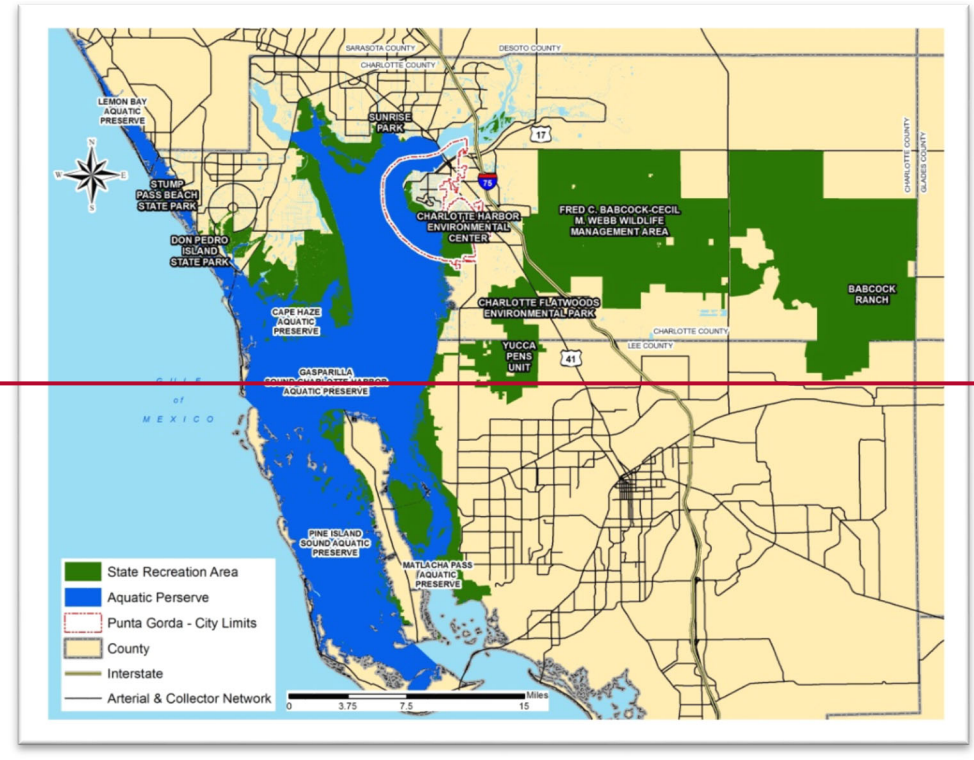 SARASOTA COUNTY
DESOTO COUNTY
CHARLOTTE COUNTY
LEMON BAY
AQUATIC
PRESERVE
SUNRISE
PARK
17
CHARLOTTE COUNTY
GLADES COUNTY
N
W
E
S
75
STUMP
PASS BEACH
STATE PARK
CHARLOTTE HARBOR
ENVIRONMENTAL
CENTER
FRED C. BABCOCK-CECIL
M. WEBB WILDLIFE
MANAGEMENT AREA
DON PEDRO
ISLAND
STATE PARK
BABCOCK
RANCH
CHARLOTTE FLATWOODS
ENVIRONMENTAL PARK
CAPE HAZE
AQUATIC
PRESERVE
CHARLOTTE COUNTY
LEE COUNTY
YUCCA
PENS
UNIT
41
GASPARILLA
SOUND-CHARLOTTE HARBOR
AQUATIC PRESERVE
GULF
of
MEXICO
PINE ISLAND
SOUND AQUATIC
PRESERVE
MATLACHA PASS
AQUATIC
PRESERVE
State Recreation Area
Aquatic Perserve
Punta Gorda - City Limits
County
Interstate
Arterial & Collector Network
Miles
0 3.75 7.5 15